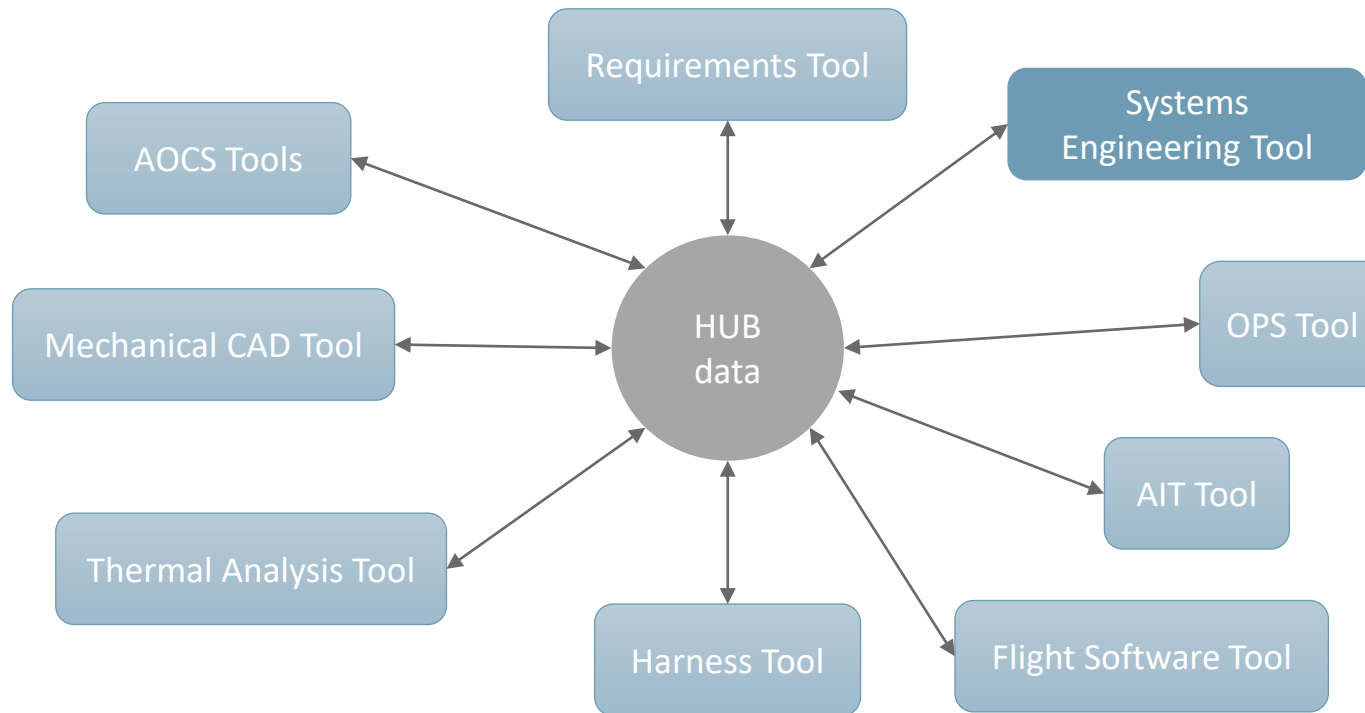 Requirements Tool
Systems
Engineering Tool
AOCS Tools
HUB
data
OPS Tool
Mechanical CAD Tool
AIT Tool
Thermal Analysis Tool
Harness Tool
Flight Software Tool